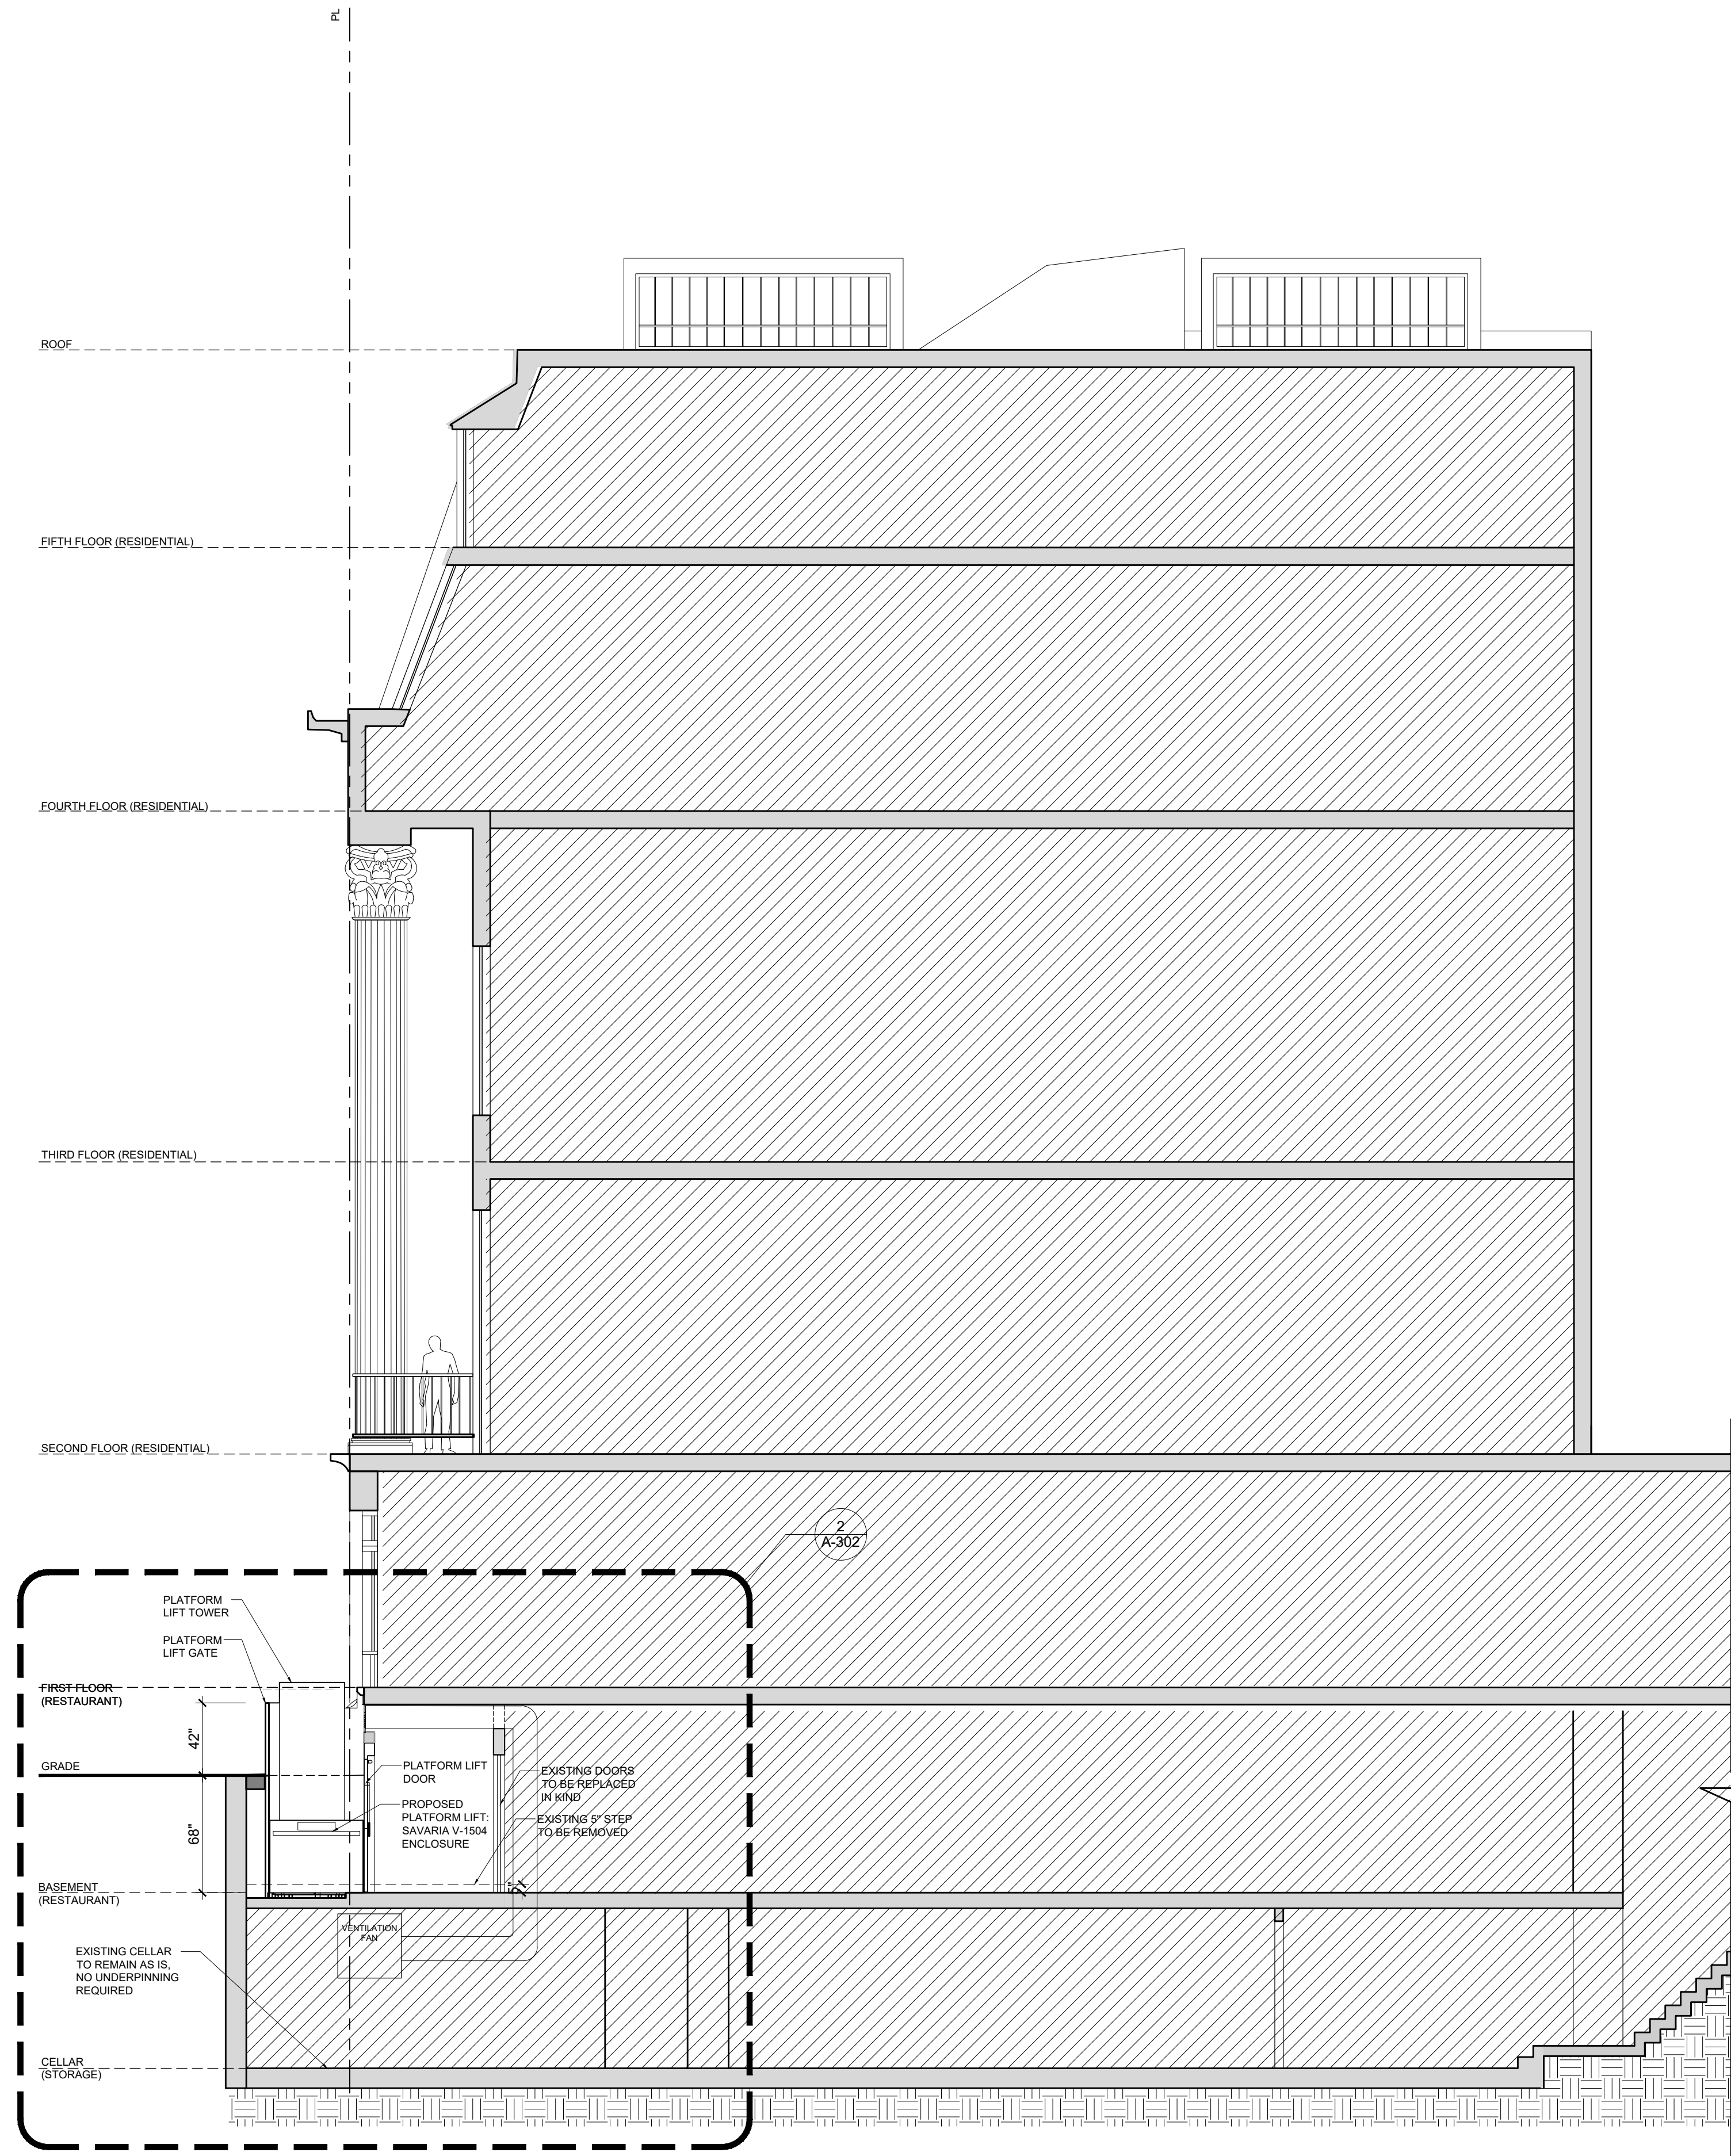 PL
ROOF
FIFTH FLOOR (RESIDENTIAL)
FOURTH FLOOR (RESIDENTIAL)
THIRD FLOOR (RESIDENTIAL)
SECOND FLOOR (RESIDENTIAL)
2
A-302
PLATFORM
LIFT TOWER
PLATFORM
LIFT GATE
FIRST FLOOR
(RESTAURANT)
42"
GRADE
PLATFORM LIFT
DOOR
EXISTING DOORS
TO BE REPLACED
IN KIND
PROPOSED
PLATFORM LIFT:
SAVARIA V-1504
ENCLOSURE
EXISTING 5" STEP
TO BE REMOVED
68"
5"
BASEMENT
(RESTAURANT)
VENTILATION
FAN
EXISTING CELLAR
TO REMAIN AS IS,
NO UNDERPINNING
REQUIRED
CELLAR
(STORAGE)